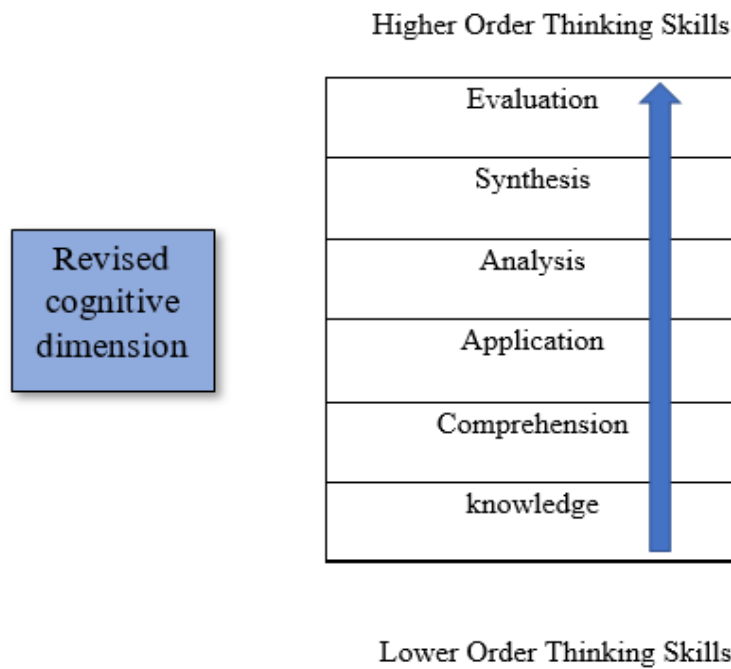 Higher Order Thinking Skills
Evaluation
Synthesis
Analysis
Application
Comprehension
knowledge
Revised
cognitive
dimension
Lower Order Thinking Skills